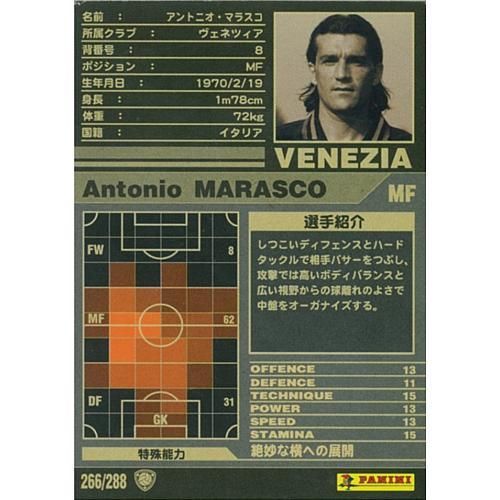 名前 ： アントニオ・マラスコ
所属クラブ ： ヴェネツィア
背番号 ： 8
ポジション ： MF
生年月日 ： 1970/2/19
身長 ： 1m78cm
体重 ： 72kg
国籍 ： イタリア
VENEZIA
Antonio MARASCO
MF
FW 8
MF 62
DF 31
GK
選手紹介
しつこいディフェンスとハード
タックルで相手パサーをつぶし、
攻撃では高いボディバランスと
広い視野からの球離れのよさで
中盤をオーガナイズする。
OFFENCE 13
DEFENCE 11
TECHNIQUE 15
POWER 13
SPEED 13
STAMINA 15
特殊能力
絶妙な横への展開
266/288
PANINI